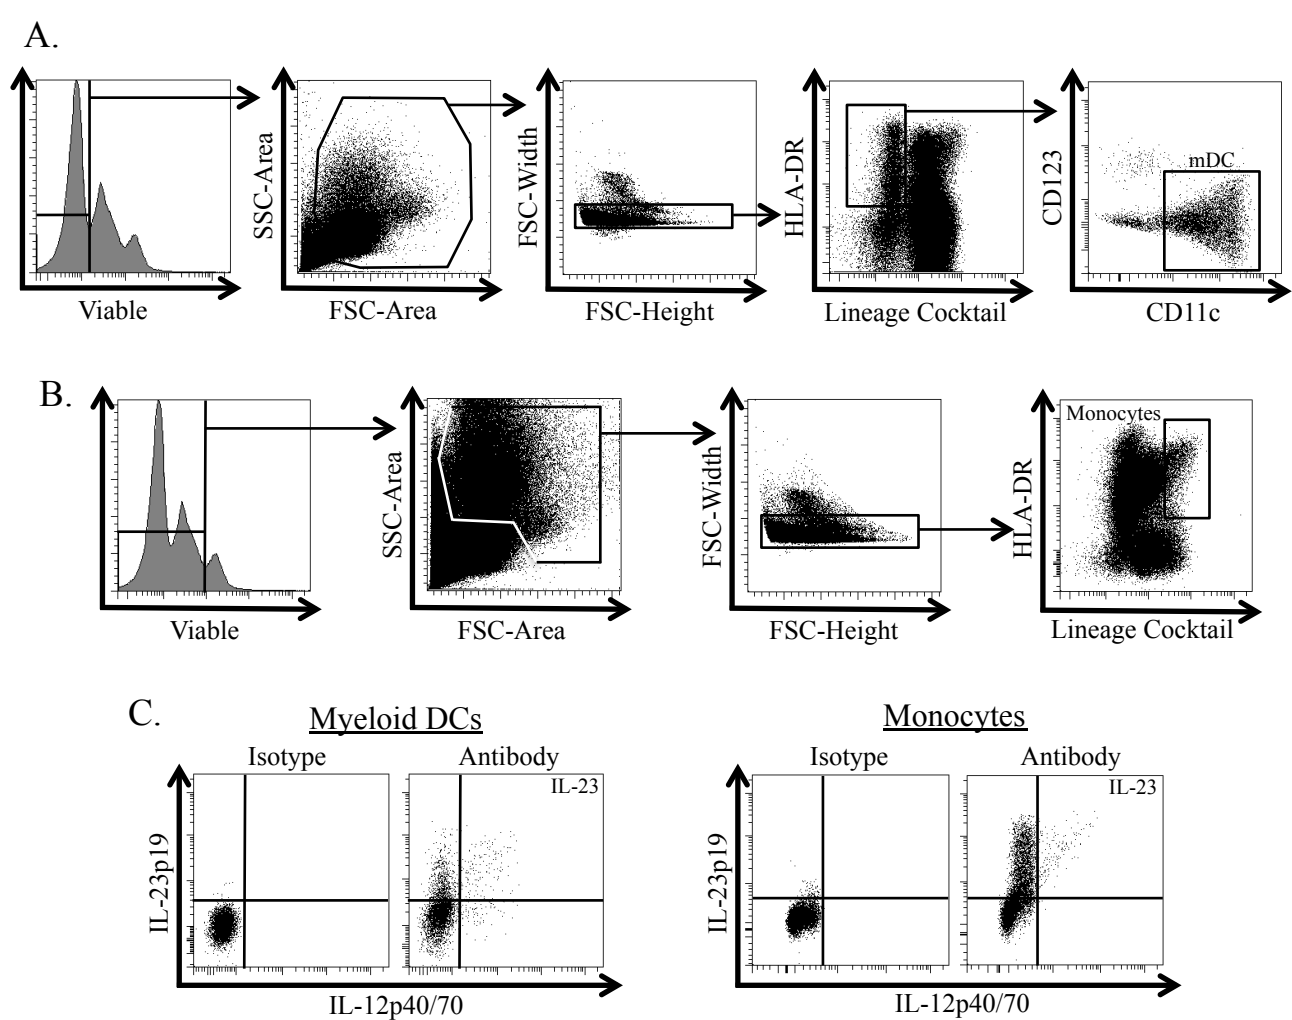 A.
SSC-Area
FSC-Width
HLA-DR
CD123
mDC
Viable
FSC-Area
FSC-Height
Lineage Cocktail
CD11c
B.
SSC-Area
FSC-Width
HLA-DR
Monocytes
Viable
FSC-Area
FSC-Height
Lineage Cocktail
C.
Myeloid DCs
Isotype
Antibody
IL-23
IL-23p19
IL-12p40/70
Monocytes
Isotype
Antibody
IL-23
IL-23p19
IL-12p40/70